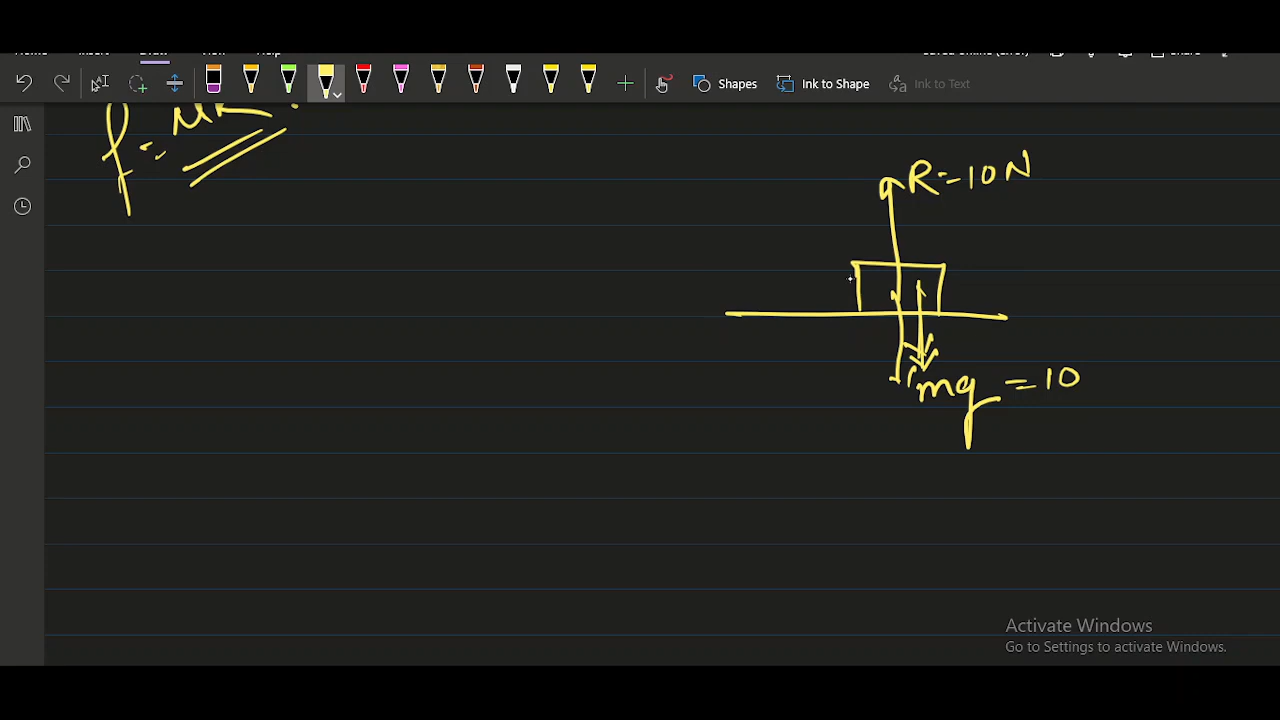 Shapes
Ink to Shape
Ink to Text
f = μR
R = 10 N
mg = 10
Activate Windows
Go to Settings to activate Windows.